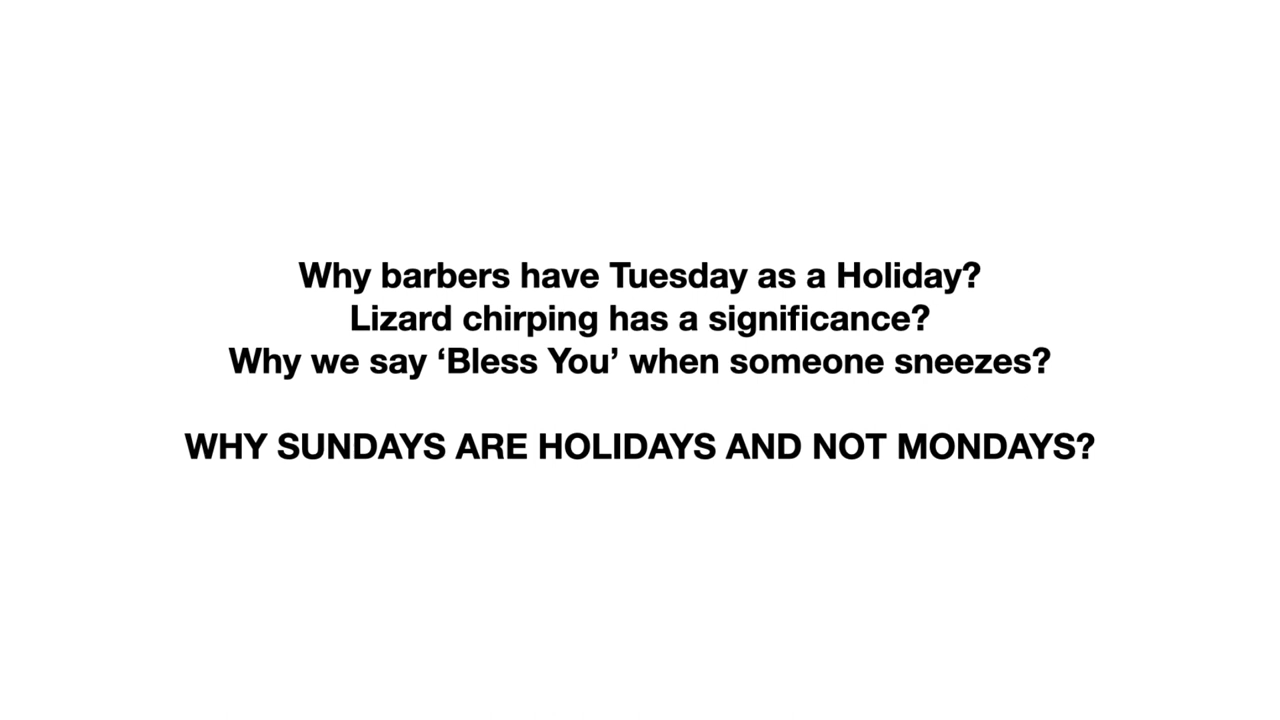 Why barbers have Tuesday as a Holiday?
Lizard chirping has a significance?
Why we say ‘Bless You’ when someone sneezes?
WHY SUNDAYS ARE HOLIDAYS AND NOT MONDAYS?